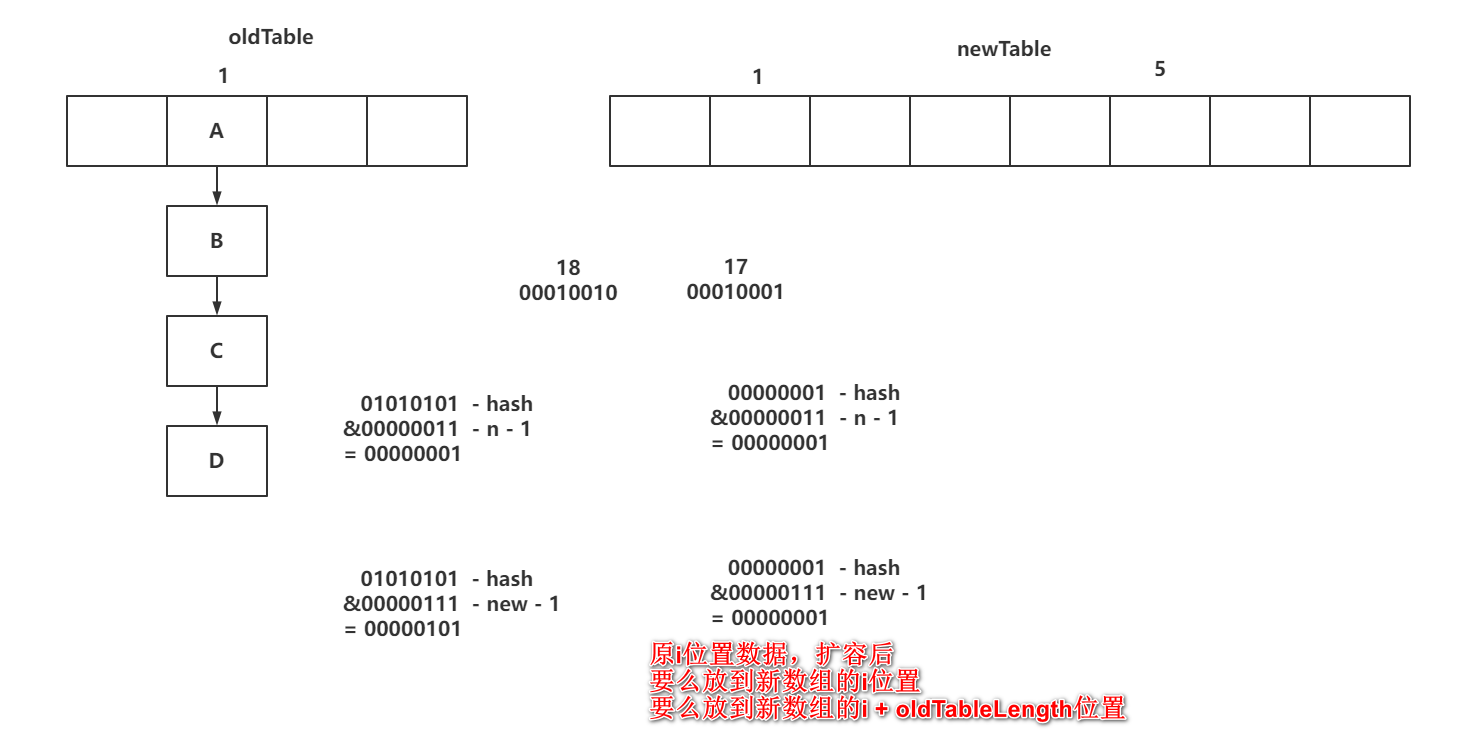 oldTable
newTable
1
1
5
A
B
18
17
00010010
00010001
C
01010101 - hash
&00000011 - n - 1
= 00000001
00000001 - hash
&00000011 - n - 1
= 00000001
D
01010101 - hash
&00000111 - new - 1
= 00000101
00000001 - hash
&00000111 - new - 1
= 00000001
原i位置数据，扩容后
要么放到新数组的i位置
要么放到新数组的i + oldTableLength位置